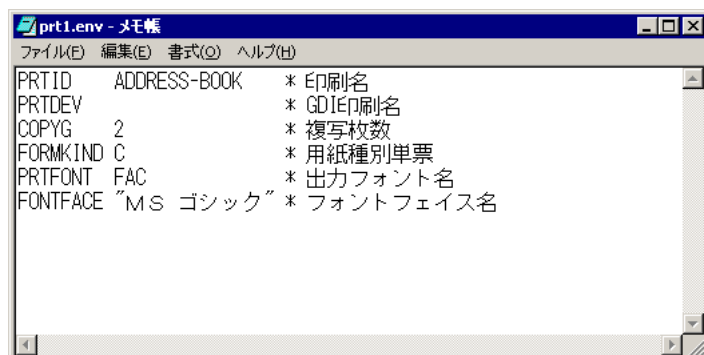 prt1.env - メモ帳
ファイル(F) 編集(E) 書式(O) ヘルプ(H)
PRTID ADDRESS-BOOK * 印刷名
PRTDEV * GDI印刷名
COPYG 2 * 複写枚数
FORMKIND C * 用紙種別単票
PRTFONT FAC * 出力フォント名
FONTFACE "ＭＳ ゴシック" * フォントフェイス名